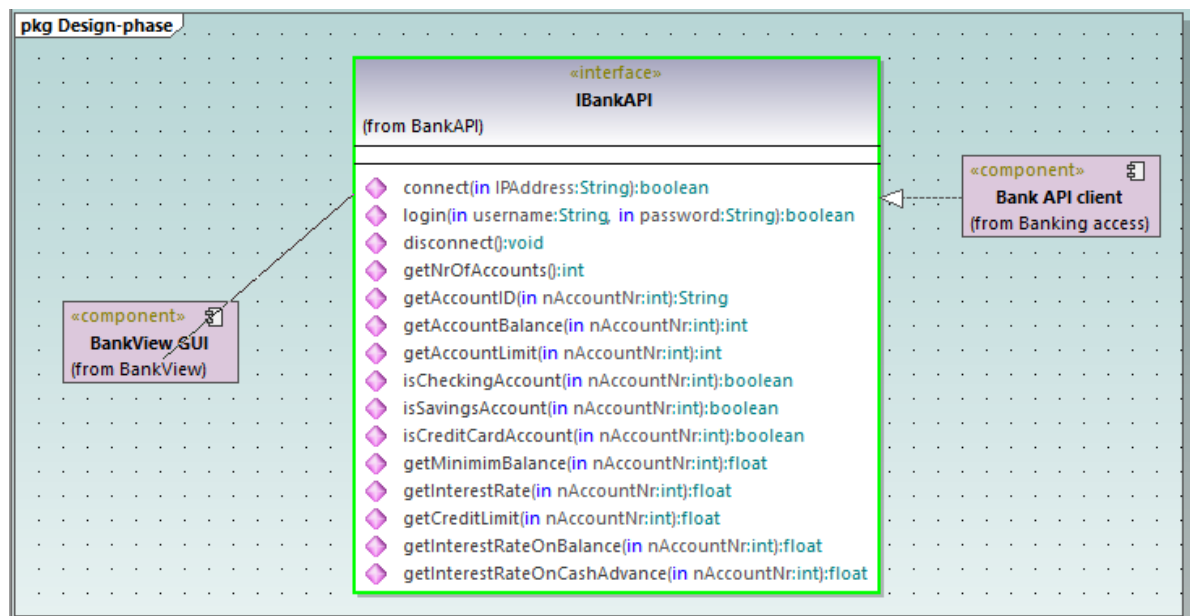 pkg Design-phase
«interface»
IBankAPI
(from BankAPI)
connect(in IPAddress:String):boolean
login(in username:String, in password:String):boolean
disconnect():void
getNrOfAccounts():int
getAccountID(in nAccountNr:int):String
getAccountBalance(in nAccountNr:int):int
getAccountLimit(in nAccountNr:int):int
isCheckingAccount(in nAccountNr:int):boolean
isSavingsAccount(in nAccountNr:int):boolean
isCreditCardAccount(in nAccountNr:int):boolean
getMinimimBalance(in nAccountNr:int):float
getInterestRate(in nAccountNr:int):float
getCreditLimit(in nAccountNr:int):float
getInterestRateOnBalance(in nAccountNr:int):float
getInterestRateOnCashAdvance(in nAccountNr:int):float
«component»
BankView GUI
(from BankView)
«component»
Bank API client
(from Banking access)